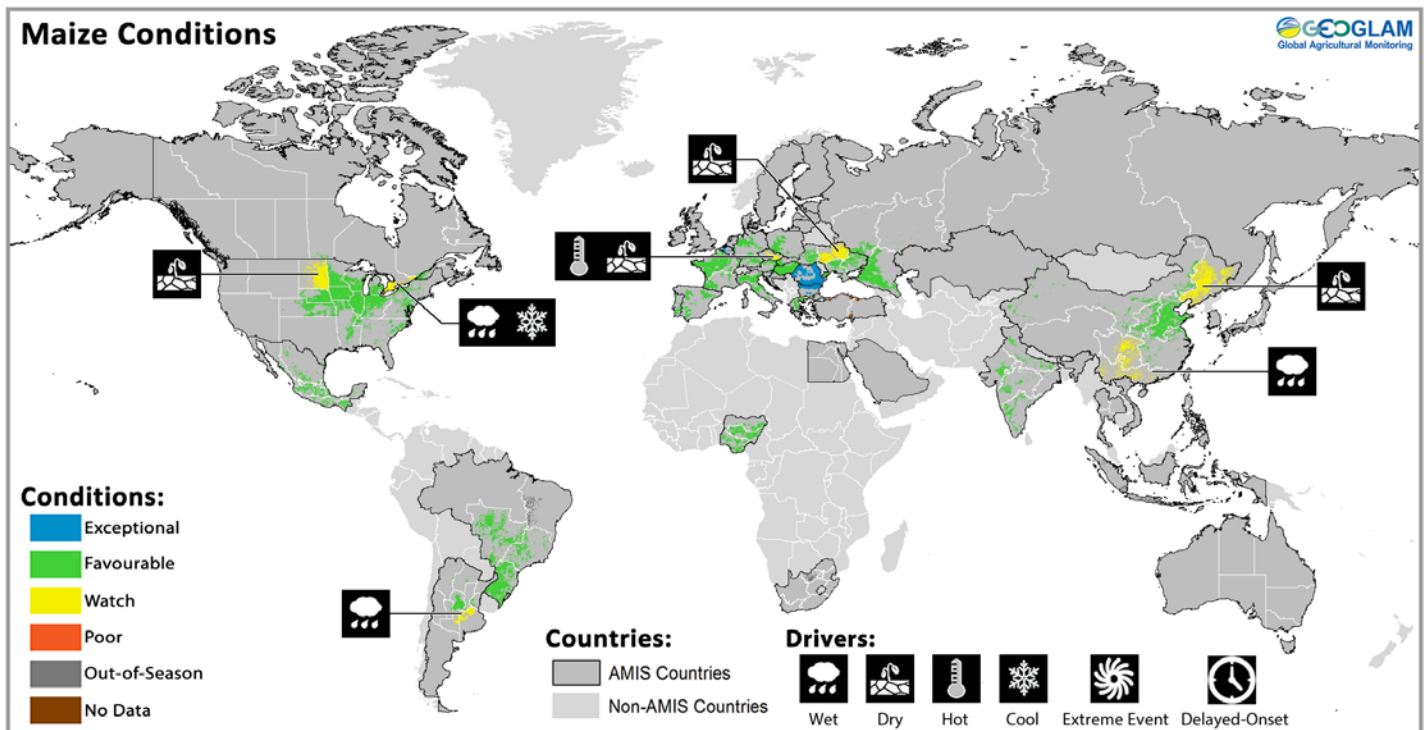 Maize Conditions
GEOGLAM
Global Agricultural Monitoring
Conditions:
Exceptional
Favourable
Watch
Poor
Out-of-Season
No Data
Countries:
AMIS Countries
Non-AMIS Countries
Drivers:
Wet
Dry
Hot
Cool
Extreme Event
Delayed-Onset